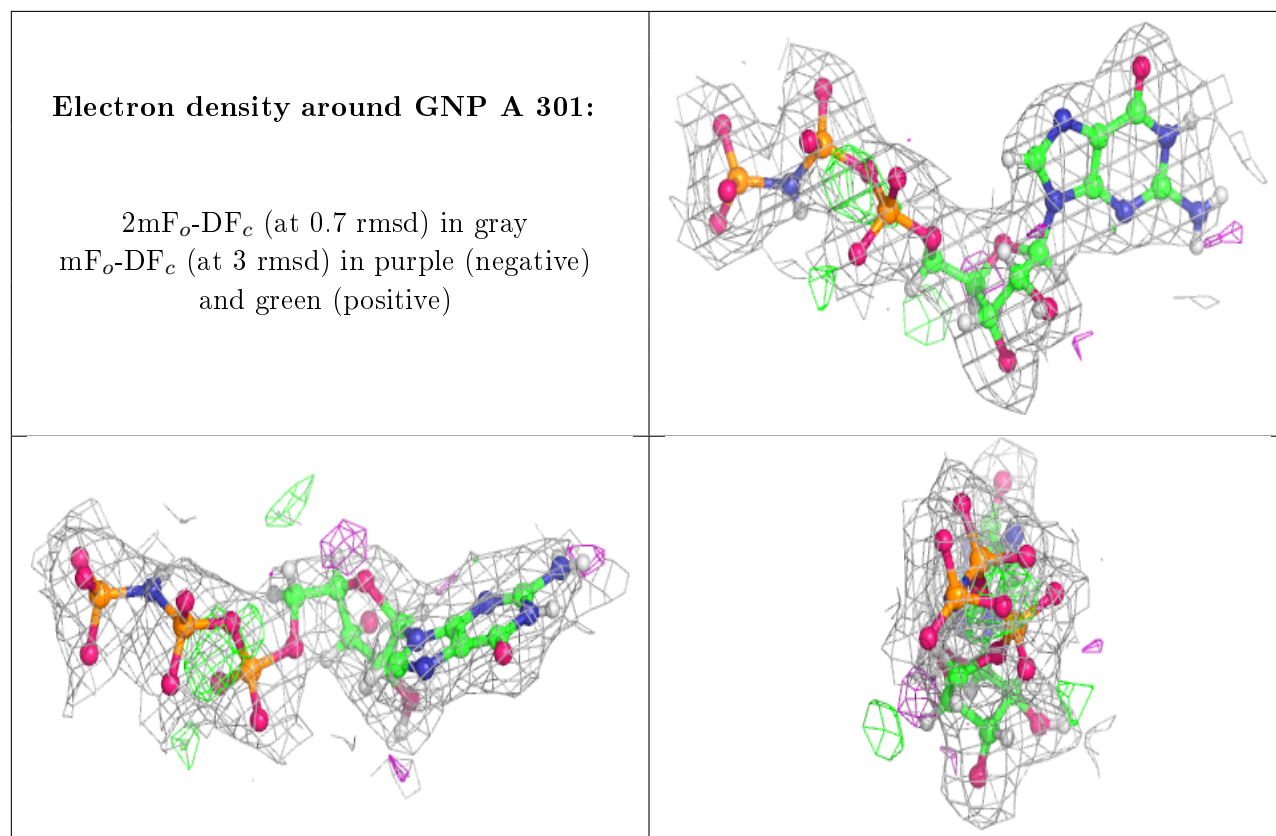 Electron density around GNP A 301:
2mFo-DFc (at 0.7 rmsd) in gray
mFo-DFc (at 3 rmsd) in purple (negative)
and green (positive)